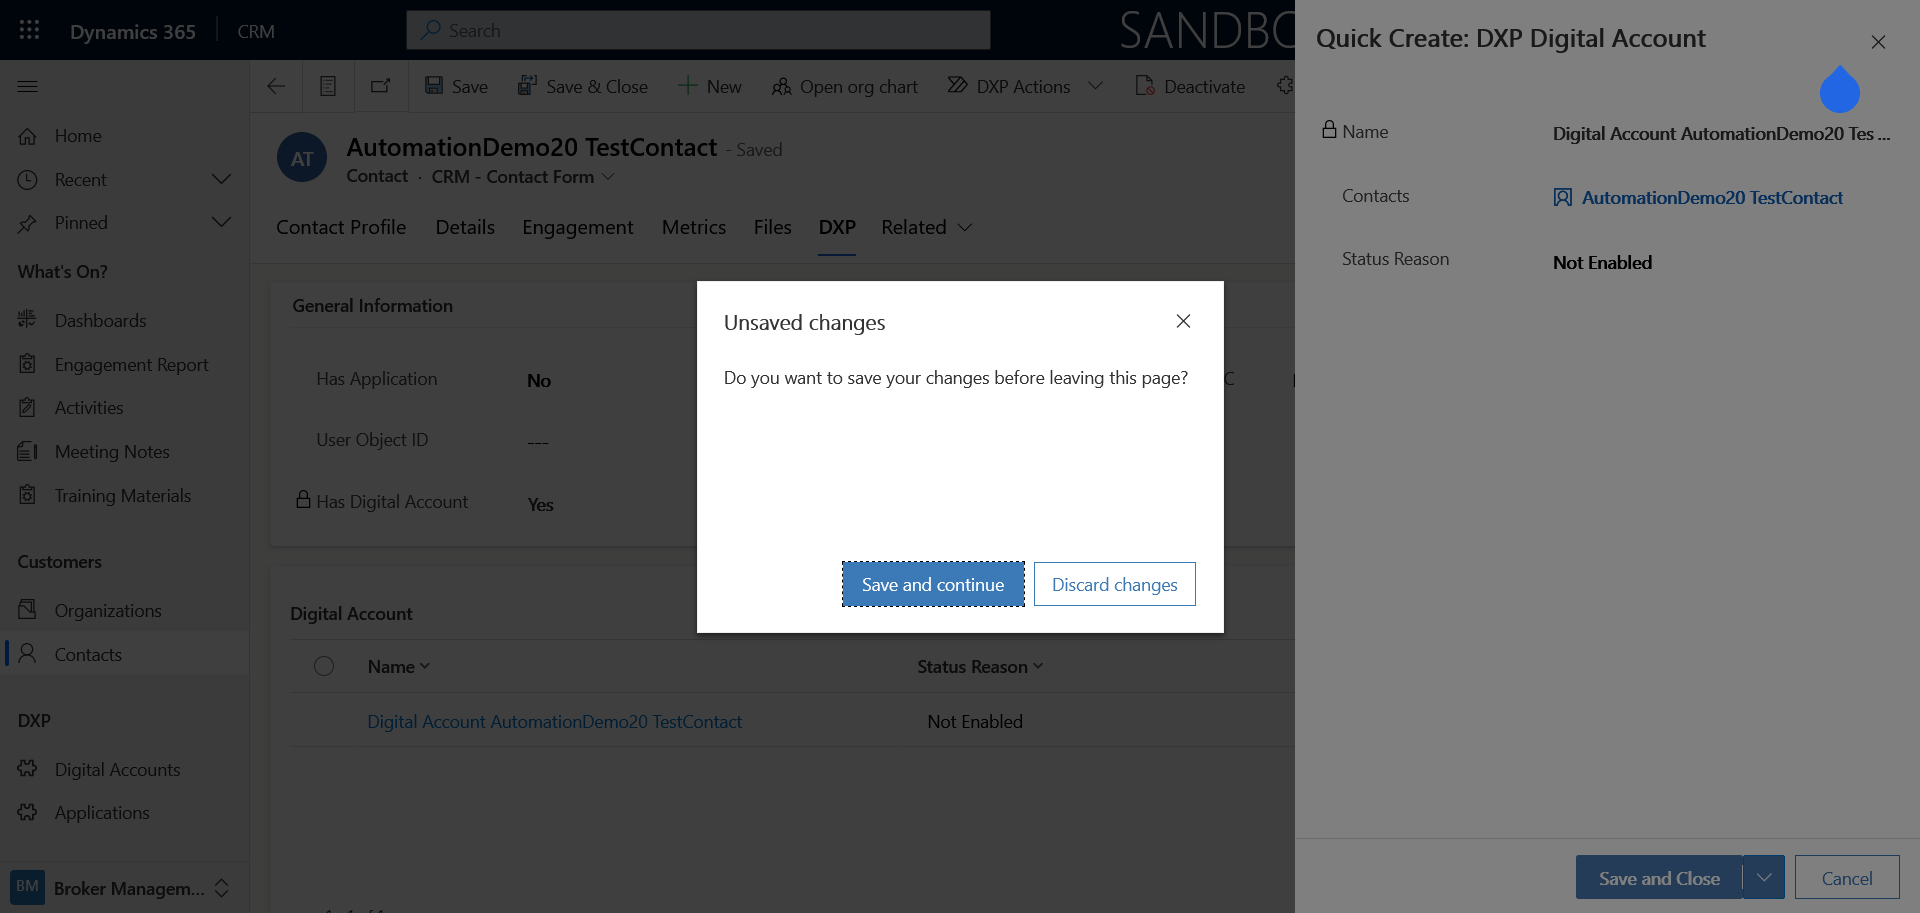 Dynamics 365
CRM
Search
SANDBO
Save
Save & Close
New
Open org chart
DXP Actions
Deactivate
Home
Recent
Pinned
What's On?
Dashboards
Engagement Report
Activities
Meeting Notes
Training Materials
Customers
Organizations
Contacts
DXP
Digital Accounts
Applications
BM
Broker Managem...
AT
AutomationDemo20 TestContact - Saved
Contact · CRM - Contact Form
Contact Profile
Details
Engagement
Metrics
Files
DXP
Related
General Information
Has Application
No
User Object ID
---
Has Digital Account
Yes
Digital Account
Name
Status Reason
Digital Account AutomationDemo20 TestContact
Not Enabled
Unsaved changes
Do you want to save your changes before leaving this page?
Save and continue
Discard changes
Quick Create: DXP Digital Account
Name
Digital Account AutomationDemo20 Tes ...
Contacts
AutomationDemo20 TestContact
Status Reason
Not Enabled
Save and Close
Cancel